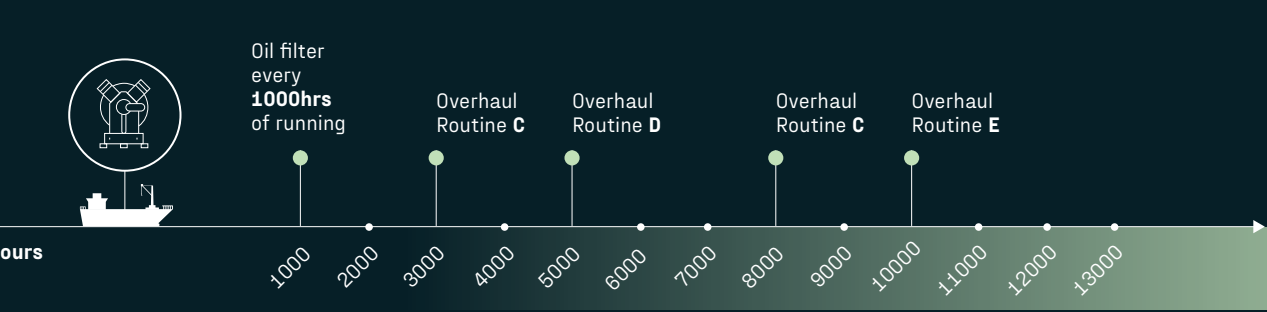 Oil filter
every
1000hrs
of running
Overhaul
Routine C
Overhaul
Routine D
Overhaul
Routine C
Overhaul
Routine E
ours
1000
2000
3000
4000
5000
6000
7000
8000
9000
10000
11000
12000
13000